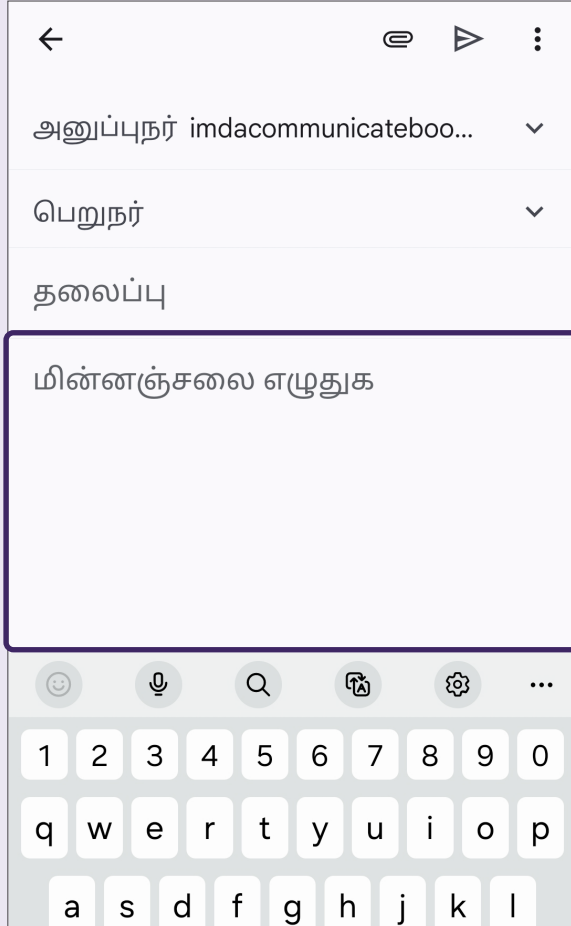 அனுப்புநர் imdacommunicateboo...
பெறுநர்
தலைப்பு
மின்னஞ்சலை எழுதுக
1 2 3 4 5 6 7 8 9 0
q w e r t y u i o p
a s d f g h j k l